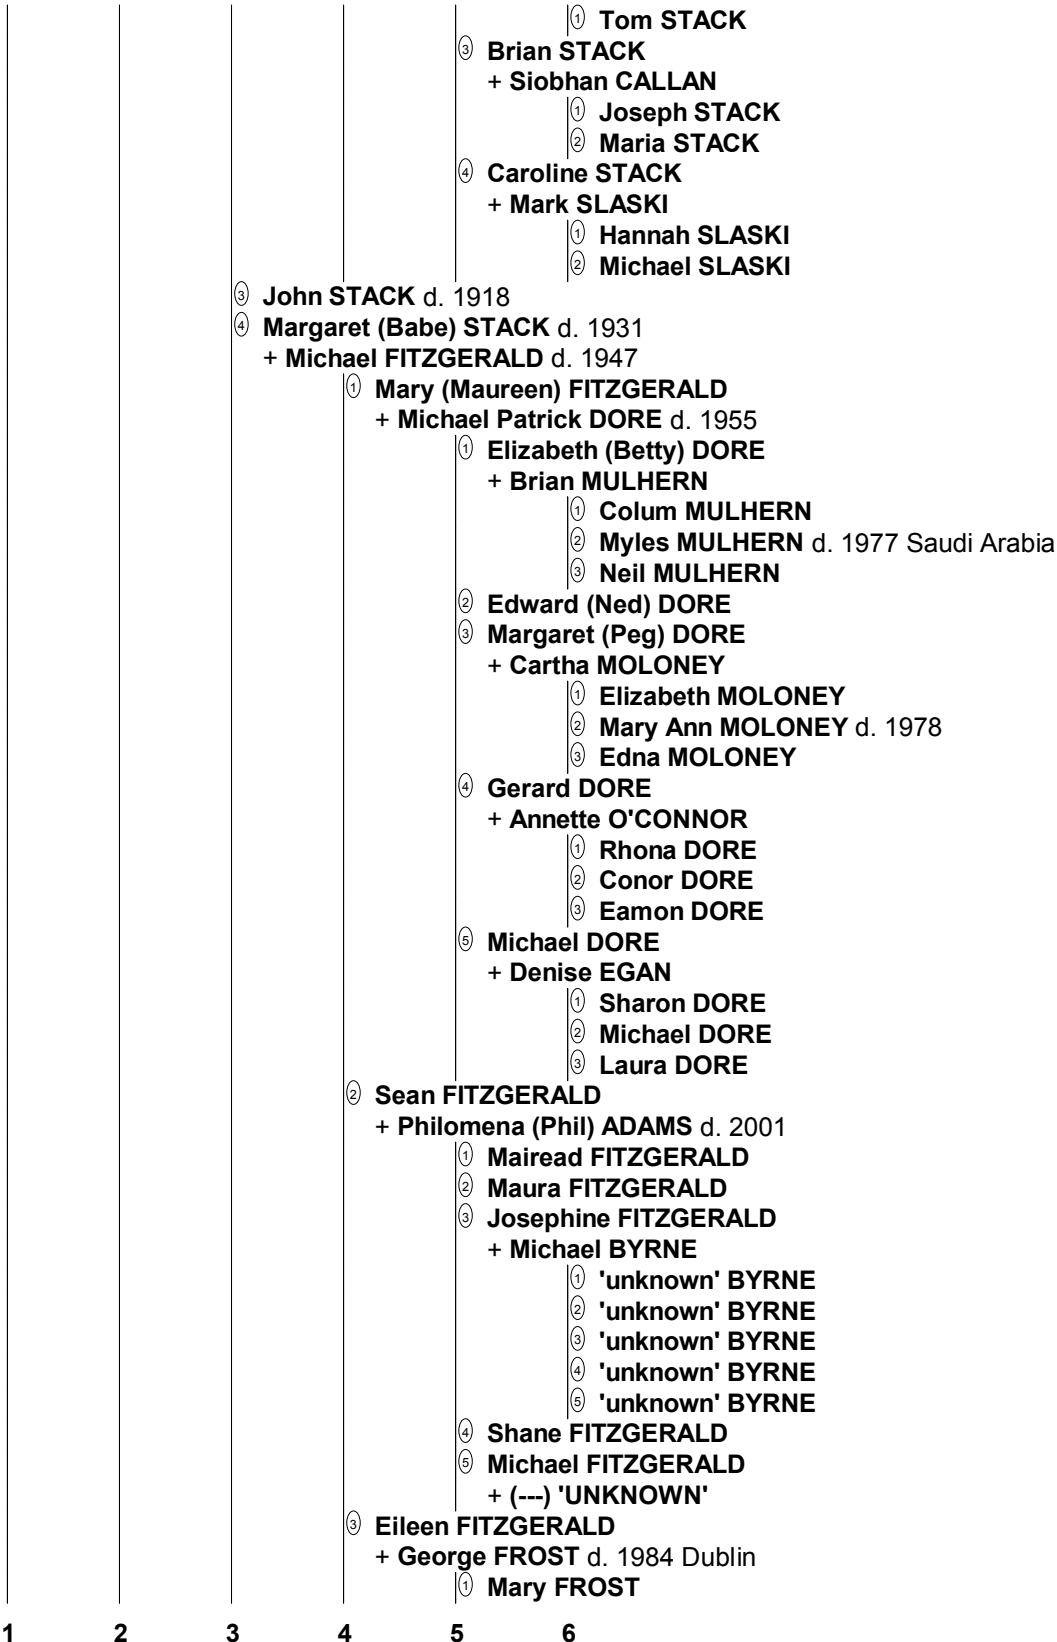 ① Tom STACK
③ Brian STACK
+ Siobhan CALLAN
① Joseph STACK
② Maria STACK
④ Caroline STACK
+ Mark SLASKI
① Hannah SLASKI
② Michael SLASKI
③ John STACK d. 1918
④ Margaret (Babe) STACK d. 1931
+ Michael FITZGERALD d. 1947
① Mary (Maureen) FITZGERALD
+ Michael Patrick DORE d. 1955
① Elizabeth (Betty) DORE
+ Brian MULHERN
① Colum MULHERN
② Myles MULHERN d. 1977 Saudi Arabia
③ Neil MULHERN
② Edward (Ned) DORE
③ Margaret (Peg) DORE
+ Cartha MOLONEY
① Elizabeth MOLONEY
② Mary Ann MOLONEY d. 1978
③ Edna MOLONEY
④ Gerard DORE
+ Annette O'CONNOR
① Rhona DORE
② Conor DORE
③ Eamon DORE
⑤ Michael DORE
+ Denise EGAN
① Sharon DORE
② Michael DORE
③ Laura DORE
② Sean FITZGERALD
+ Philomena (Phil) ADAMS d. 2001
① Mairead FITZGERALD
② Maura FITZGERALD
③ Josephine FITZGERALD
+ Michael BYRNE
① 'unknown' BYRNE
② 'unknown' BYRNE
③ 'unknown' BYRNE
④ 'unknown' BYRNE
⑤ 'unknown' BYRNE
④ Shane FITZGERALD
⑤ Michael FITZGERALD
+ (---) 'UNKNOWN'
③ Eileen FITZGERALD
+ George FROST d. 1984 Dublin
① Mary FROST
1 2 3 4 5 6